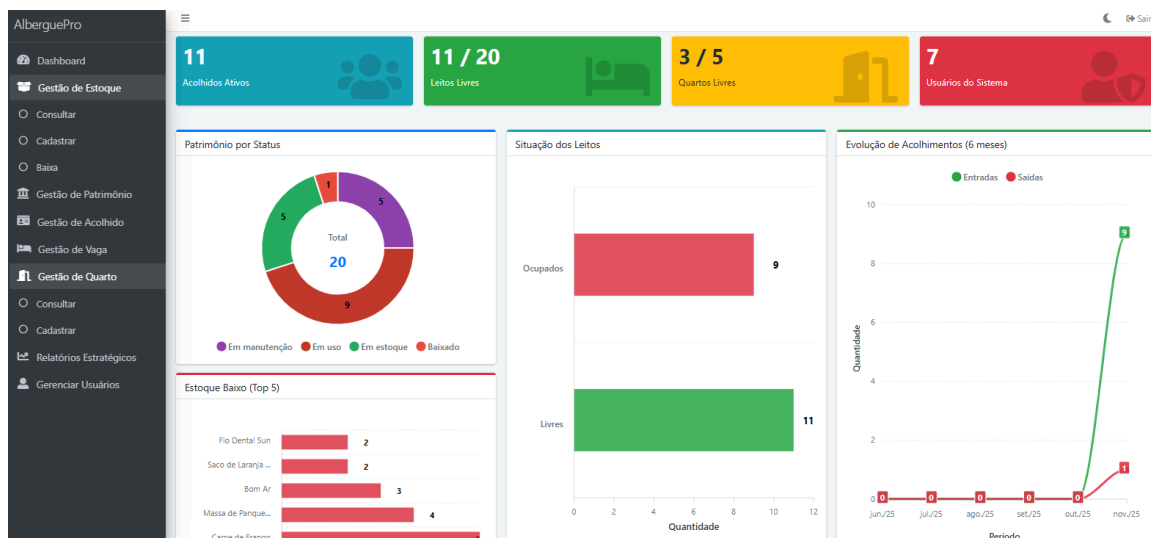 AlberguePro
Sair
Dashboard
Gestão de Estoque
Consultar
Cadastrar
Baixa
Gestão de Patrimônio
Gestão de Acolhido
Gestão de Vaga
Gestão de Quarto
Consultar
Cadastrar
Relatórios Estratégicos
Gerenciar Usuários
11
Acolhidos Ativos
11 / 20
Leitos Livres
3 / 5
Quartos Livres
7
Usuários do Sistema
Patrimônio por Status
1
5
5
9
Total
20
Em manutenção Em uso Em estoque Baixado
Estoque Baixo (Top 5)
Fio Dental Sun 2
Saco de Laranja ... 2
Bom Ar 3
Massa de Panque... 4
Carne de Frango
Situação dos Leitos
Ocupados 9
Livres 11
0 2 4 6 8 10 12
Quantidade
Evolução de Acolhimentos (6 meses)
Entradas Saídas
Quantidade
10
8
6
4
2
0
9
1
0 0 0 0 0
jun./25 jul./25 ago./25 set./25 out./25 nov./25
Período